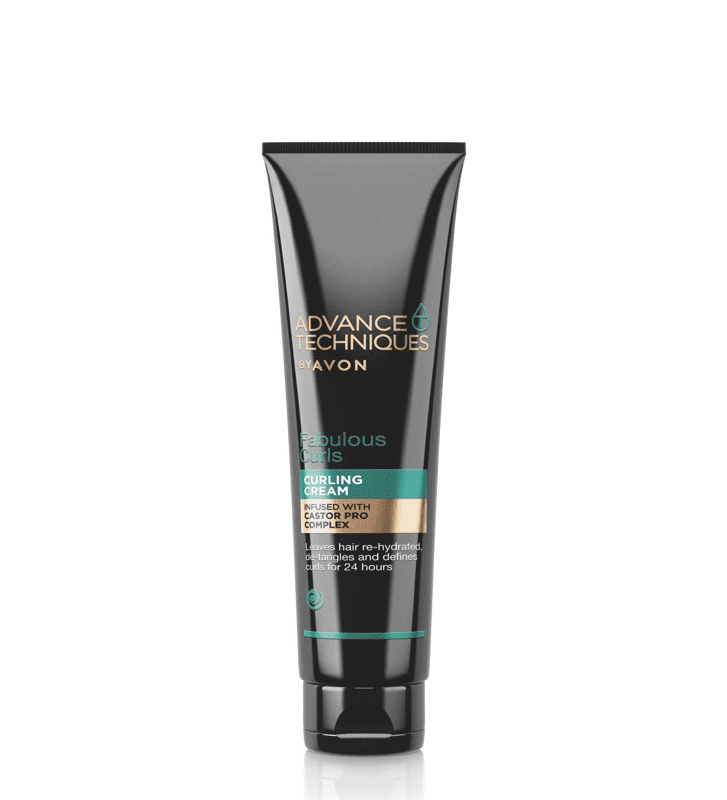 ADVANCE
TECHNIQUES
BY AVON
Fabulous
Curls
CURLING
CREAM
INFUSED WITH
CASTOR PRO
COMPLEX
Leaves hair re-hydrated,
de-tangles and defines
curls for 24 hours